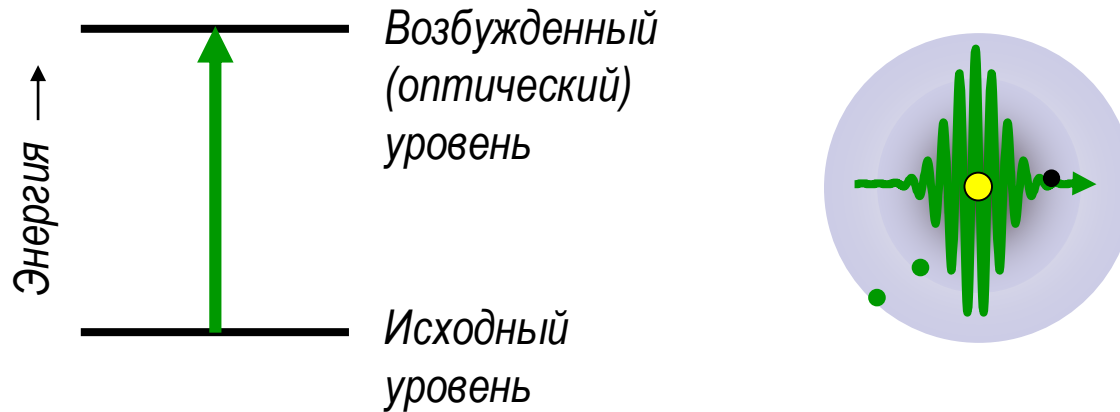 Энергия
Возбужденный
(оптический)
уровень
Исходный
уровень